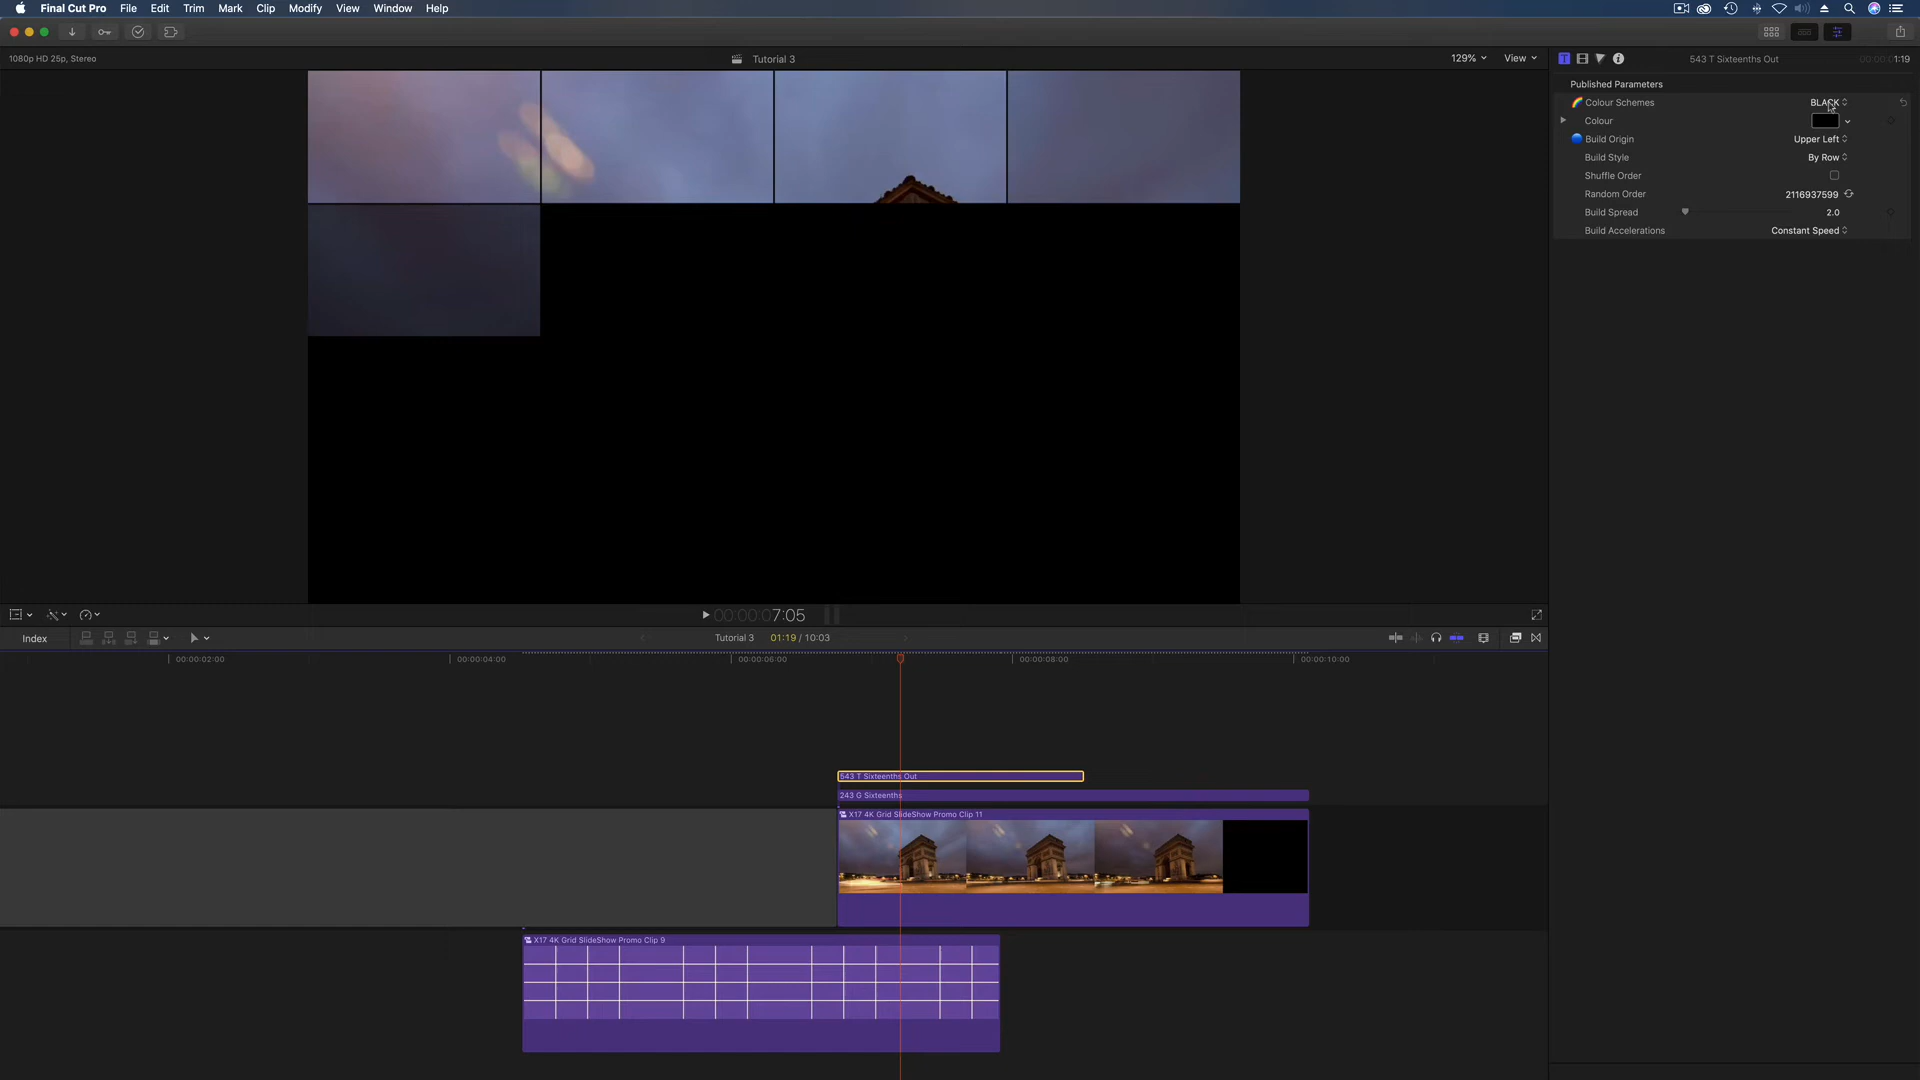 Final Cut Pro File Edit Trim Mark Clip Modify View Window Help
1080p HD 25p, Stereo
Tutorial 3
129%
View
543 T Sixteenths Out
00:00:01:19
Published Parameters
Colour Schemes BLACK
Colour
Build Origin Upper Left
Build Style By Row
Shuffle Order
Random Order 2116937599
Build Spread 2.0
Build Accelerations Constant Speed
00:00:00:07:05
Index
Tutorial 3 01:19 / 10:03
00:00:02:00 00:00:04:00 00:00:06:00 00:00:08:00 00:00:10:00
543 T Sixteenths Out
243 G Sixteenths
X17 4K Grid SlideShow Promo Clip 11
X17 4K Grid SlideShow Promo Clip 9